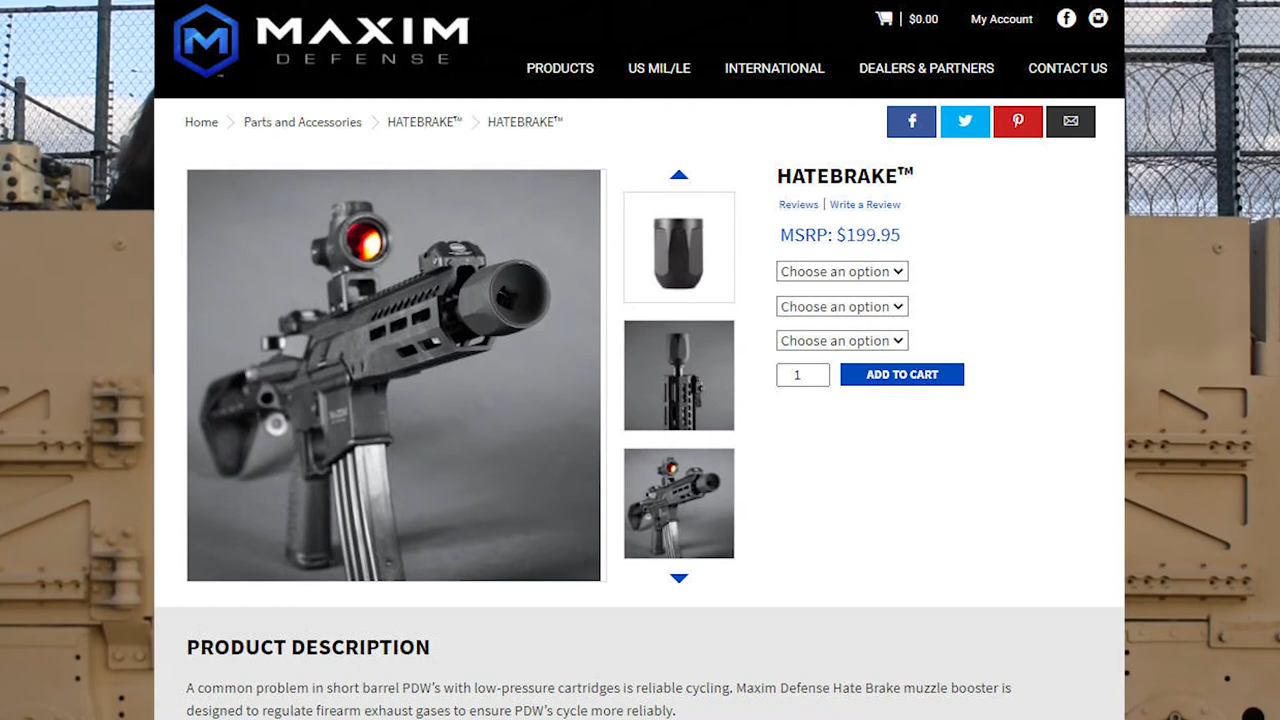 MAXIM
DEFENSE
$0.00
My Account
PRODUCTS
US MIL/LE
INTERNATIONAL
DEALERS & PARTNERS
CONTACT US
Home
Parts and Accessories
HATEBRAKE™
HATEBRAKE™
HATEBRAKE™
Reviews | Write a Review
MSRP: $199.95
Choose an option
Choose an option
Choose an option
1
ADD TO CART
PRODUCT DESCRIPTION
A common problem in short barrel PDW's with low-pressure cartridges is reliable cycling. Maxim Defense Hate Brake muzzle booster is
designed to regulate firearm exhaust gases to ensure PDW's cycle more reliably.